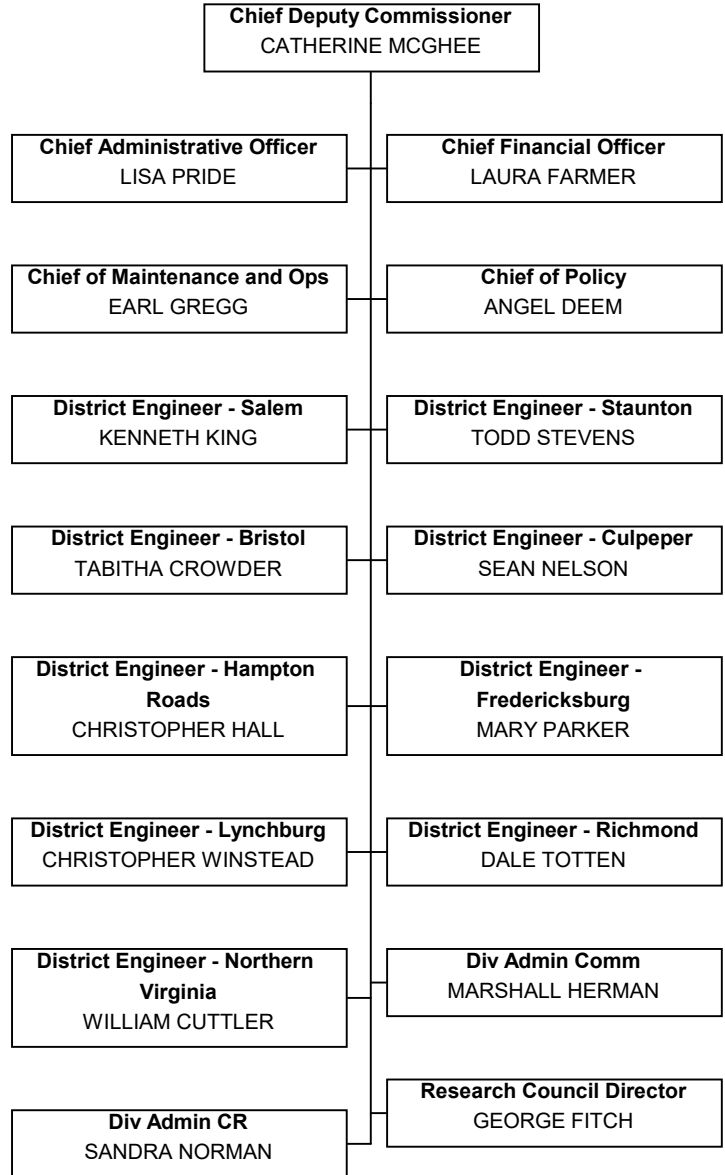 Chief Deputy Commissioner
CATHERINE MCGHEE
Chief Administrative Officer
LISA PRIDE
Chief Financial Officer
LAURA FARMER
Chief of Maintenance and Ops
EARL GREGG
Chief of Policy
ANGEL DEEM
District Engineer - Salem
KENNETH KING
District Engineer - Staunton
TODD STEVENS
District Engineer - Bristol
TABITHA CROWDER
District Engineer - Culpeper
SEAN NELSON
District Engineer - Hampton
Roads
CHRISTOPHER HALL
District Engineer -
Fredericksburg
MARY PARKER
District Engineer - Lynchburg
CHRISTOPHER WINSTEAD
District Engineer - Richmond
DALE TOTTEN
District Engineer - Northern
Virginia
WILLIAM CUTTLER
Div Admin Comm
MARSHALL HERMAN
Div Admin CR
SANDRA NORMAN
Research Council Director
GEORGE FITCH